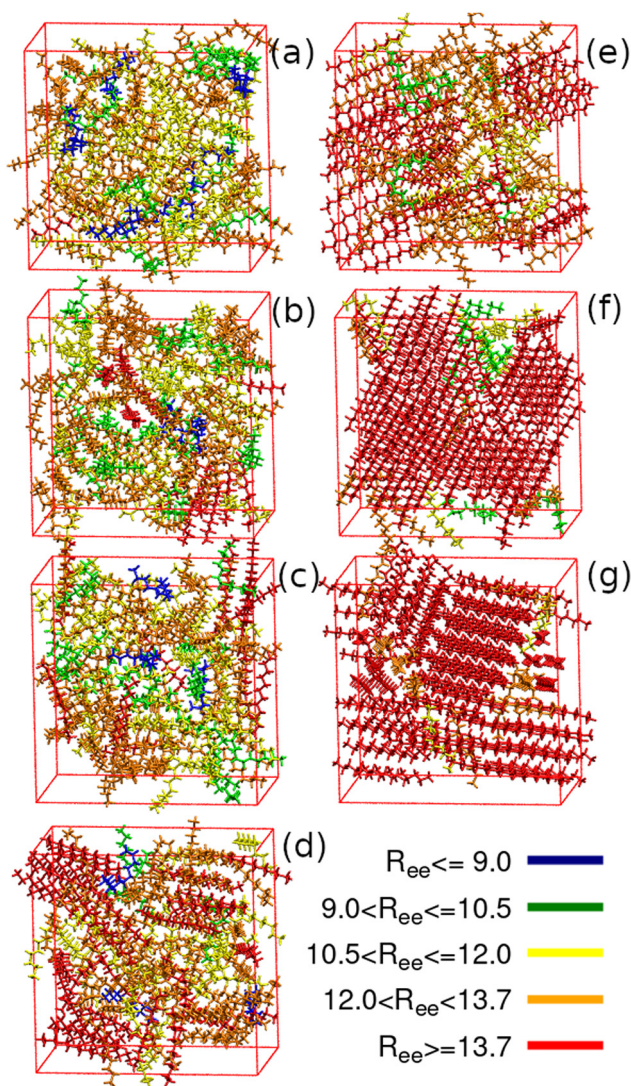 (a)
(b)
(c)
(d)
(e)
(f)
(g)
R_ee<= 9.0
9.0<R_ee<=10.5
10.5<R_ee<=12.0
12.0<R_ee<13.7
R_ee>=13.7